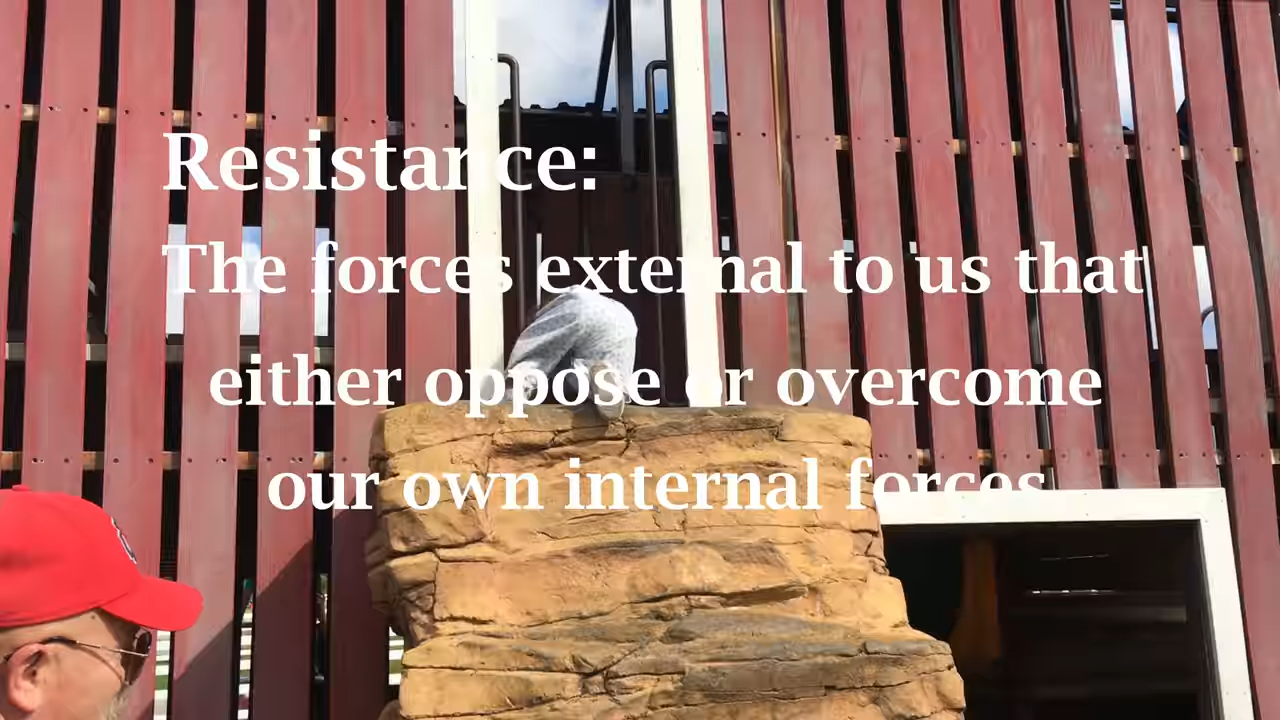 Resistance:
The forces external to us that
either oppose or overcome
our own internal forces